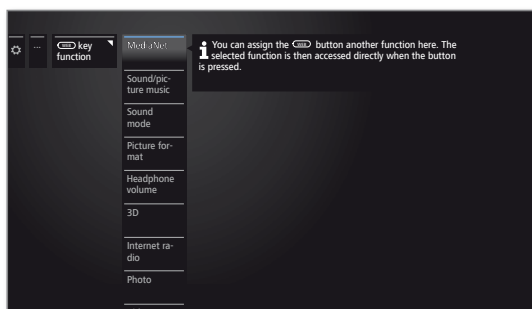 ...
WEB key
function
MediaNet
You can assign the WEB button another function here. The
selected function is then accessed directly when the button
is pressed.
Sound/pic-
ture music
Sound
mode
Picture for-
mat
Headphone
volume
3D
Internet ra-
dio
Photo